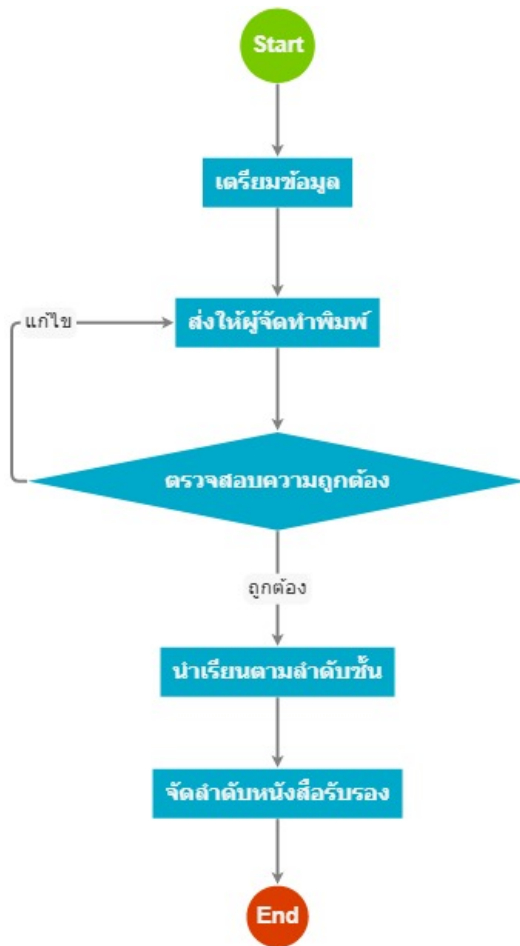 Start
เตรียมข้อมูล
แก้ไข
ส่งให้ผู้จัดทำพิมพ์
ตรวจสอบความถูกต้อง
ถูกต้อง
นำเรียนตามลำดับชั้น
จัดลำดับหนังสือรับรอง
End